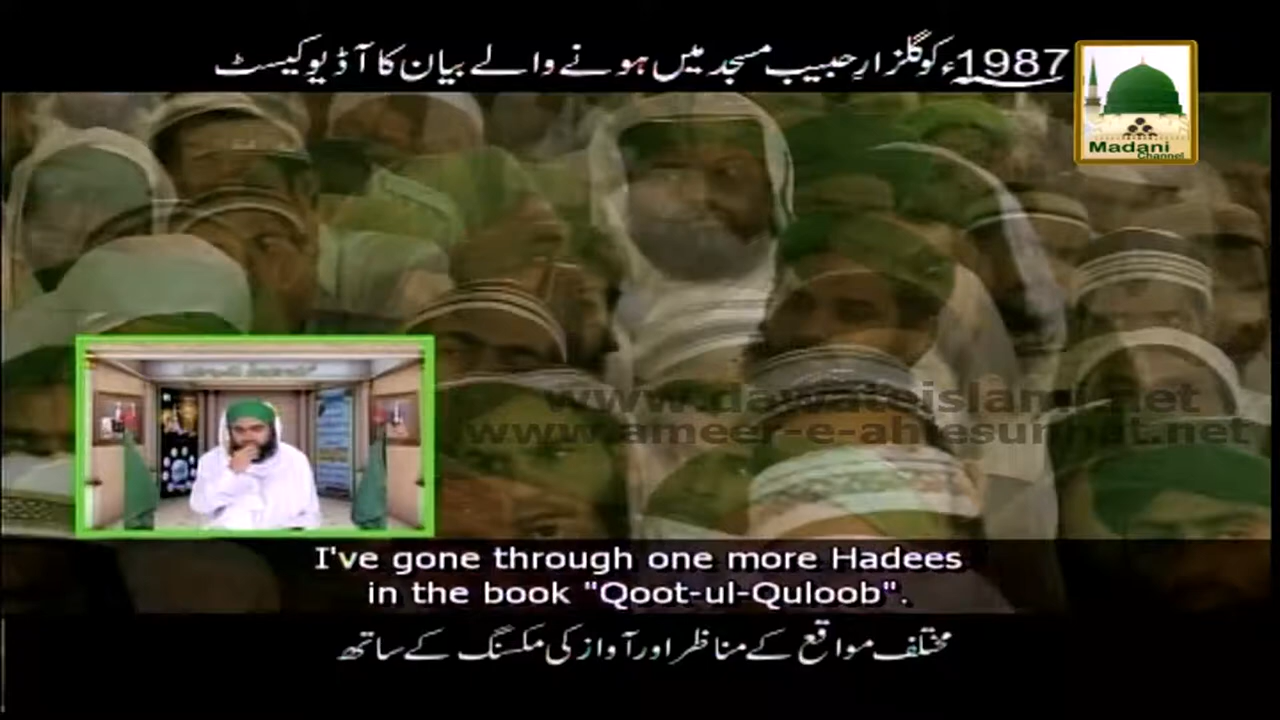 1987ء کو گلزارِ حبیب مسجد میں ہونے والے بیان کا آڈیو کیسٹ
Madani
Channel
www.dawateislami.net
www.ameer-e-ahlesunnat.net
I've gone through one more Hadees
in the book "Qoot-ul-Quloob".
مختلف مواقع کے مناظر اور آواز کی مکسنگ کے ساتھ